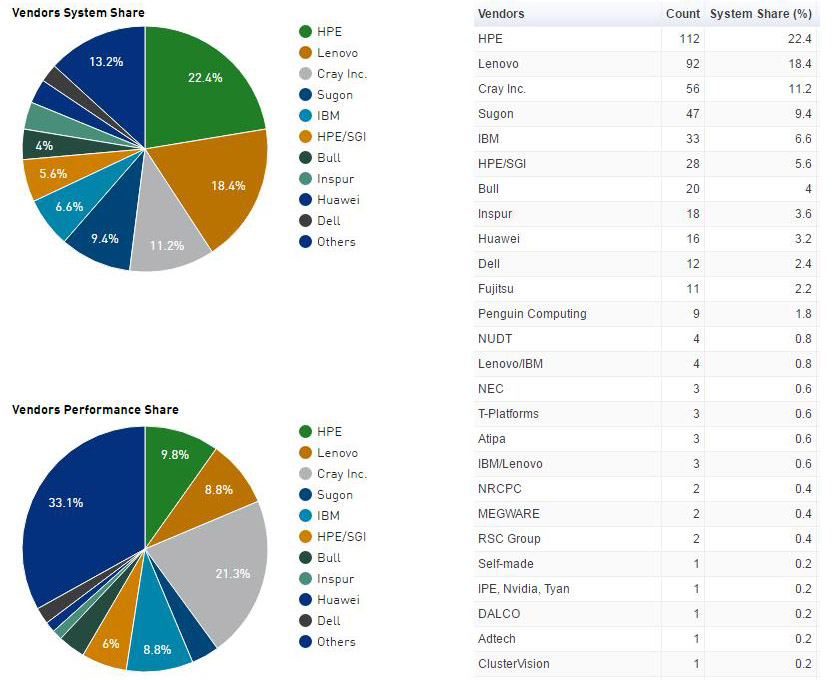 Vendors System Share
13.2%
22.4%
4%
5.6%
18.4%
6.6%
9.4%
11.2%
HPE
Lenovo
Cray Inc.
Sugon
IBM
HPE/SGI
Bull
Inspur
Huawei
Dell
Others
Vendors Performance Share
9.8%
8.8%
33.1%
21.3%
6%
8.8%
HPE
Lenovo
Cray Inc.
Sugon
IBM
HPE/SGI
Bull
Inspur
Huawei
Dell
Others
Vendors Count System Share (%)
HPE 112 22.4
Lenovo 92 18.4
Cray Inc. 56 11.2
Sugon 47 9.4
IBM 33 6.6
HPE/SGI 28 5.6
Bull 20 4
Inspur 18 3.6
Huawei 16 3.2
Dell 12 2.4
Fujitsu 11 2.2
Penguin Computing 9 1.8
NUDT 4 0.8
Lenovo/IBM 4 0.8
NEC 3 0.6
T-Platforms 3 0.6
Atipa 3 0.6
IBM/Lenovo 3 0.6
NRCPC 2 0.4
MEGWARE 2 0.4
RSC Group 2 0.4
Self-made 1 0.2
IPE, Nvidia, Tyan 1 0.2
DALCO 1 0.2
Adtech 1 0.2
ClusterVision 1 0.2